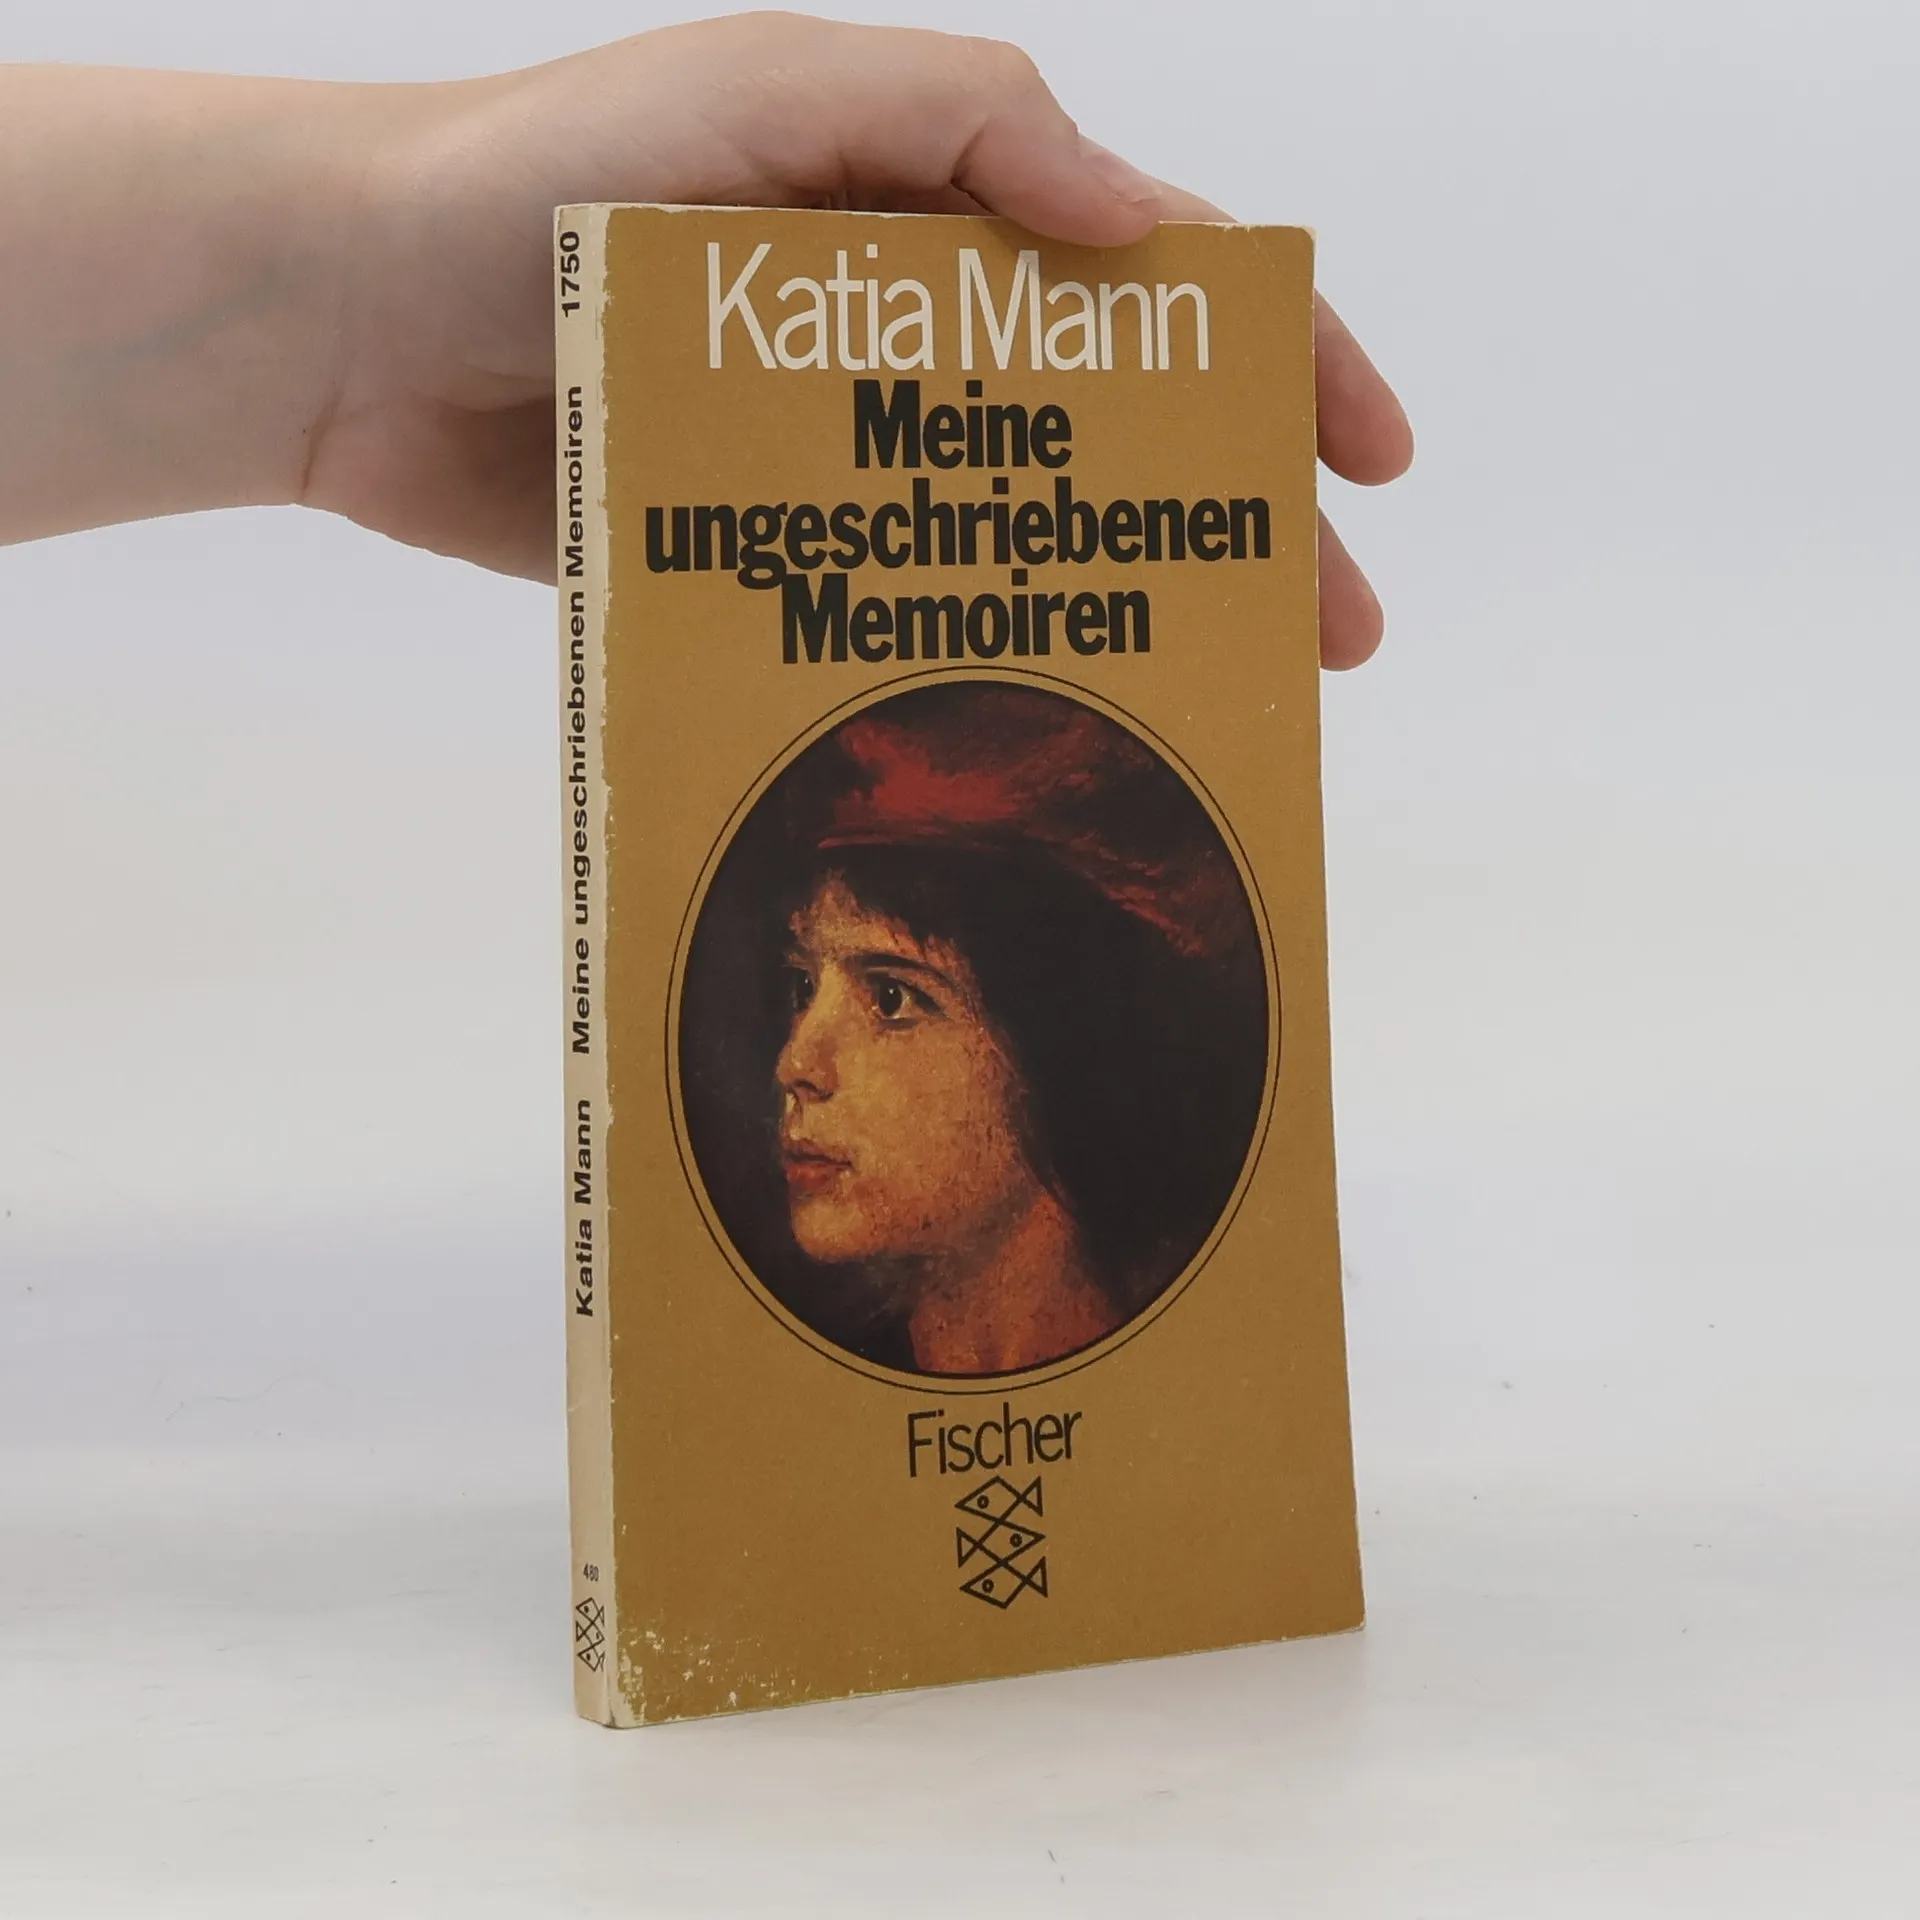 Katia Mann
Meine
ungeschriebenen
Memoiren
Fischer
Katia Mann Meine ungeschriebenen Memoiren 1750
480